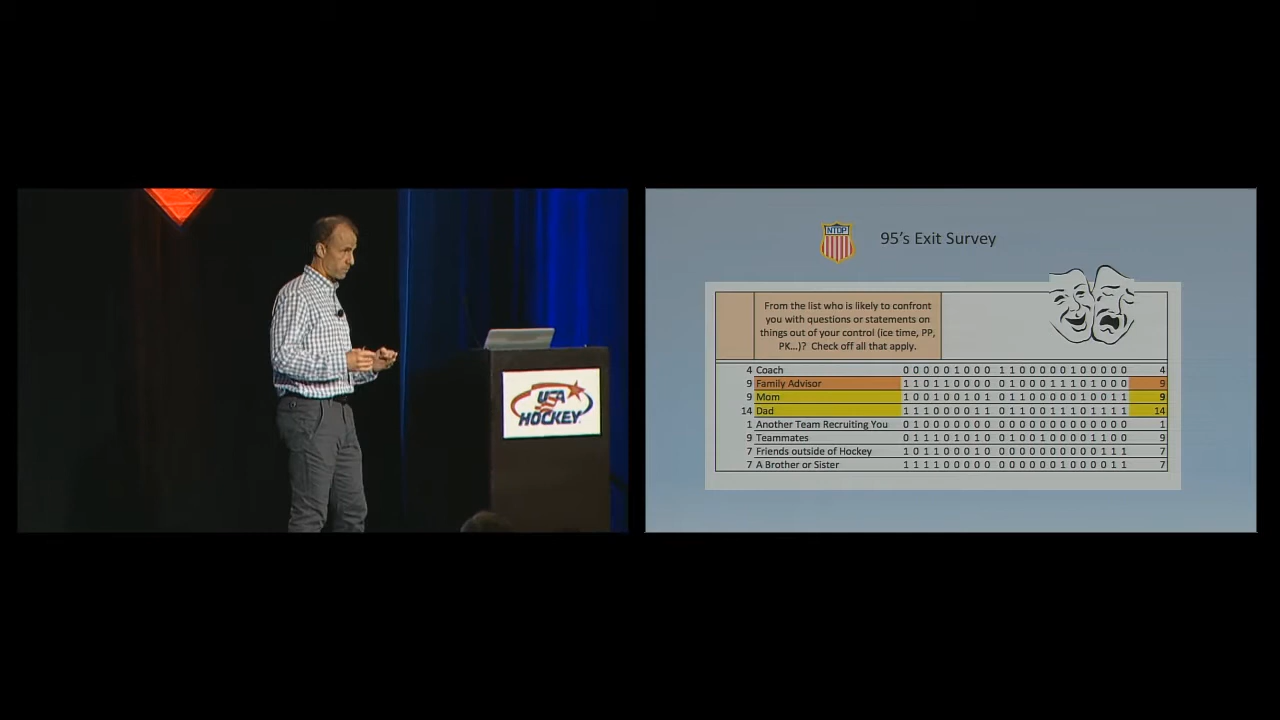 USA
HOCKEY
NTDP
95's Exit Survey
From the list who is likely to confront
you with questions or statements on
things out of your control (ice time, PP,
PK...)? Check off all that apply.
4 Coach 0 0 0 0 0 1 0 0 0 1 1 0 0 0 0 0 1 0 0 0 0 0 4
9 Family Advisor 1 1 0 1 1 0 0 0 0 0 1 0 0 0 1 1 1 0 1 0 0 0 9
9 Mom 1 0 0 1 0 0 1 0 1 0 1 1 0 0 0 0 1 0 0 1 1 9
14 Dad 1 1 1 0 0 0 0 1 1 0 1 1 0 0 1 1 1 0 1 1 1 1 14
1 Another Team Recruiting You 0 1 0 0 0 0 0 0 0 0 0 0 0 0 0 0 0 0 0 0 0 0 1
9 Teammates 0 1 1 1 0 1 0 1 0 0 1 0 0 1 0 0 0 0 1 1 0 0 9
7 Friends outside of Hockey 1 0 1 1 0 0 0 1 0 1 0 0 0 1 0 0 0 0 0 0 1 0 7
7 A Brother or Sister 1 1 1 1 0 0 0 0 0 0 0 0 0 0 0 1 0 0 0 0 1 1 7